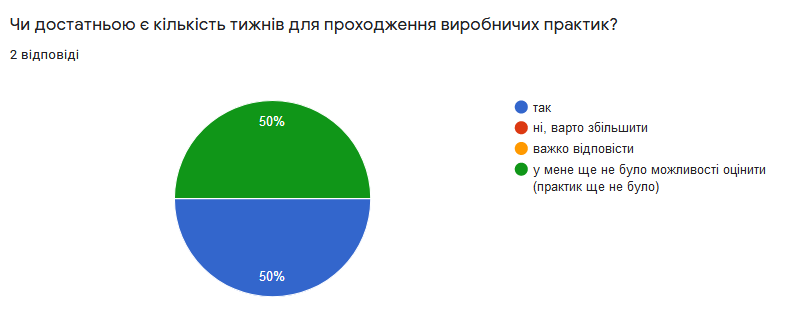 Чи достатньою є кількість тижнів для проходження виробничих практик?
2 відповіді
50%
50%
так
ні, варто збільшити
важко відповісти
у мене ще не було можливості оцінити
(практик ще не було)